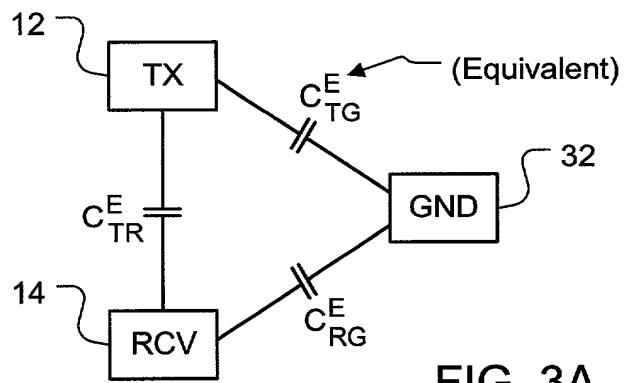 12
TX
C^E_TG
(Equivalent)
32
GND
C^E_TR
14
RCV
C^E_RG
FIG. 3A